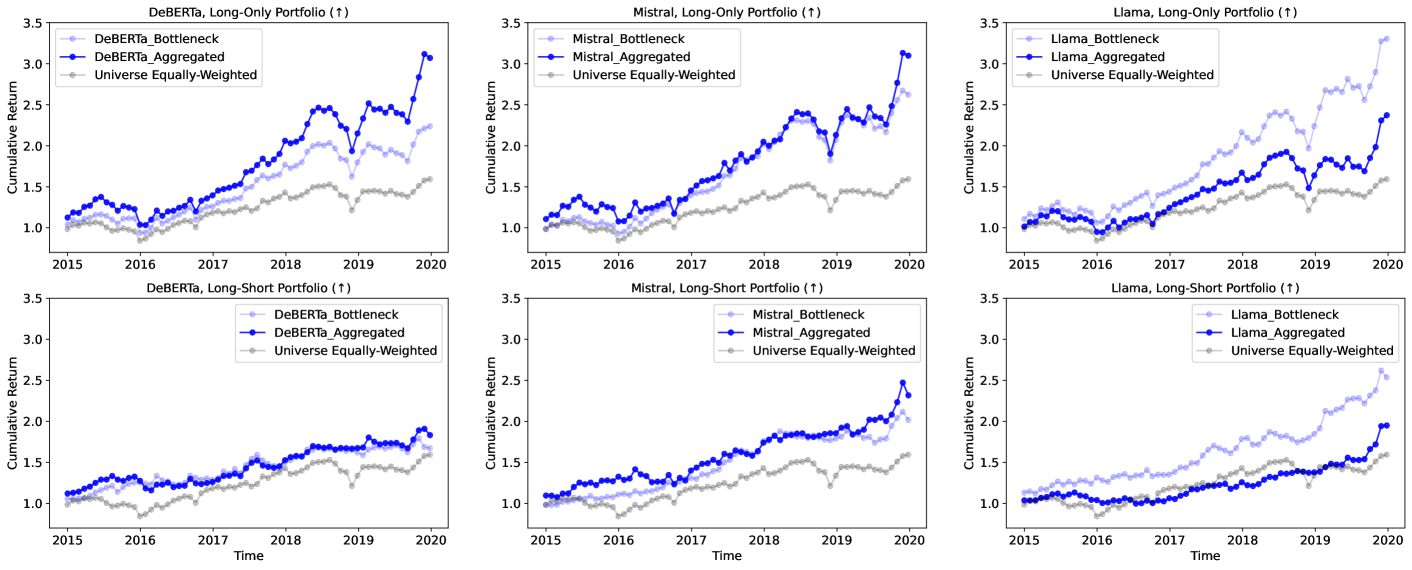 DeBERTa, Long-Only Portfolio (↑)
3.5
3.0
2.5
2.0
1.5
1.0
Cumulative Return
DeBERTa_Bottleneck
DeBERTa_Aggregated
Universe Equally-Weighted
2015 2016 2017 2018 2019 2020
Mistral, Long-Only Portfolio (↑)
3.5
3.0
2.5
2.0
1.5
1.0
Cumulative Return
Mistral_Bottleneck
Mistral_Aggregated
Universe Equally-Weighted
2015 2016 2017 2018 2019 2020
Llama, Long-Only Portfolio (↑)
3.5
3.0
2.5
2.0
1.5
1.0
Cumulative Return
Llama_Bottleneck
Llama_Aggregated
Universe Equally-Weighted
2015 2016 2017 2018 2019 2020
DeBERTa, Long-Short Portfolio (↑)
3.5
3.0
2.5
2.0
1.5
1.0
Cumulative Return
DeBERTa_Bottleneck
DeBERTa_Aggregated
Universe Equally-Weighted
2015 2016 2017 2018 2019 2020
Time
Mistral, Long-Short Portfolio (↑)
3.5
3.0
2.5
2.0
1.5
1.0
Cumulative Return
Mistral_Bottleneck
Mistral_Aggregated
Universe Equally-Weighted
2015 2016 2017 2018 2019 2020
Time
Llama, Long-Short Portfolio (↑)
3.5
3.0
2.5
2.0
1.5
1.0
Cumulative Return
Llama_Bottleneck
Llama_Aggregated
Universe Equally-Weighted
2015 2016 2017 2018 2019 2020
Time